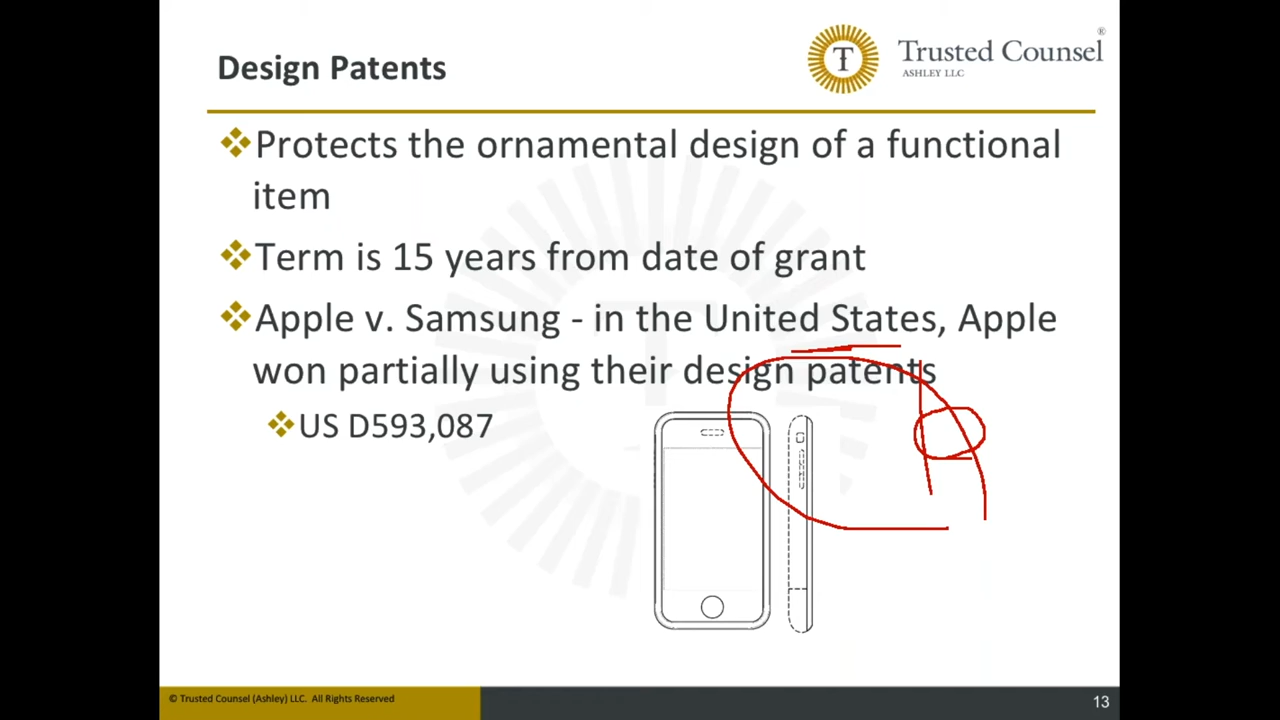 Design Patents
T
Trusted Counsel®
ASHLEY LLC
Protects the ornamental design of a functional
item
Term is 15 years from date of grant
Apple v. Samsung - in the United States, Apple
won partially using their design patents
US D593,087
© Trusted Counsel (Ashley) LLC. All Rights Reserved
13